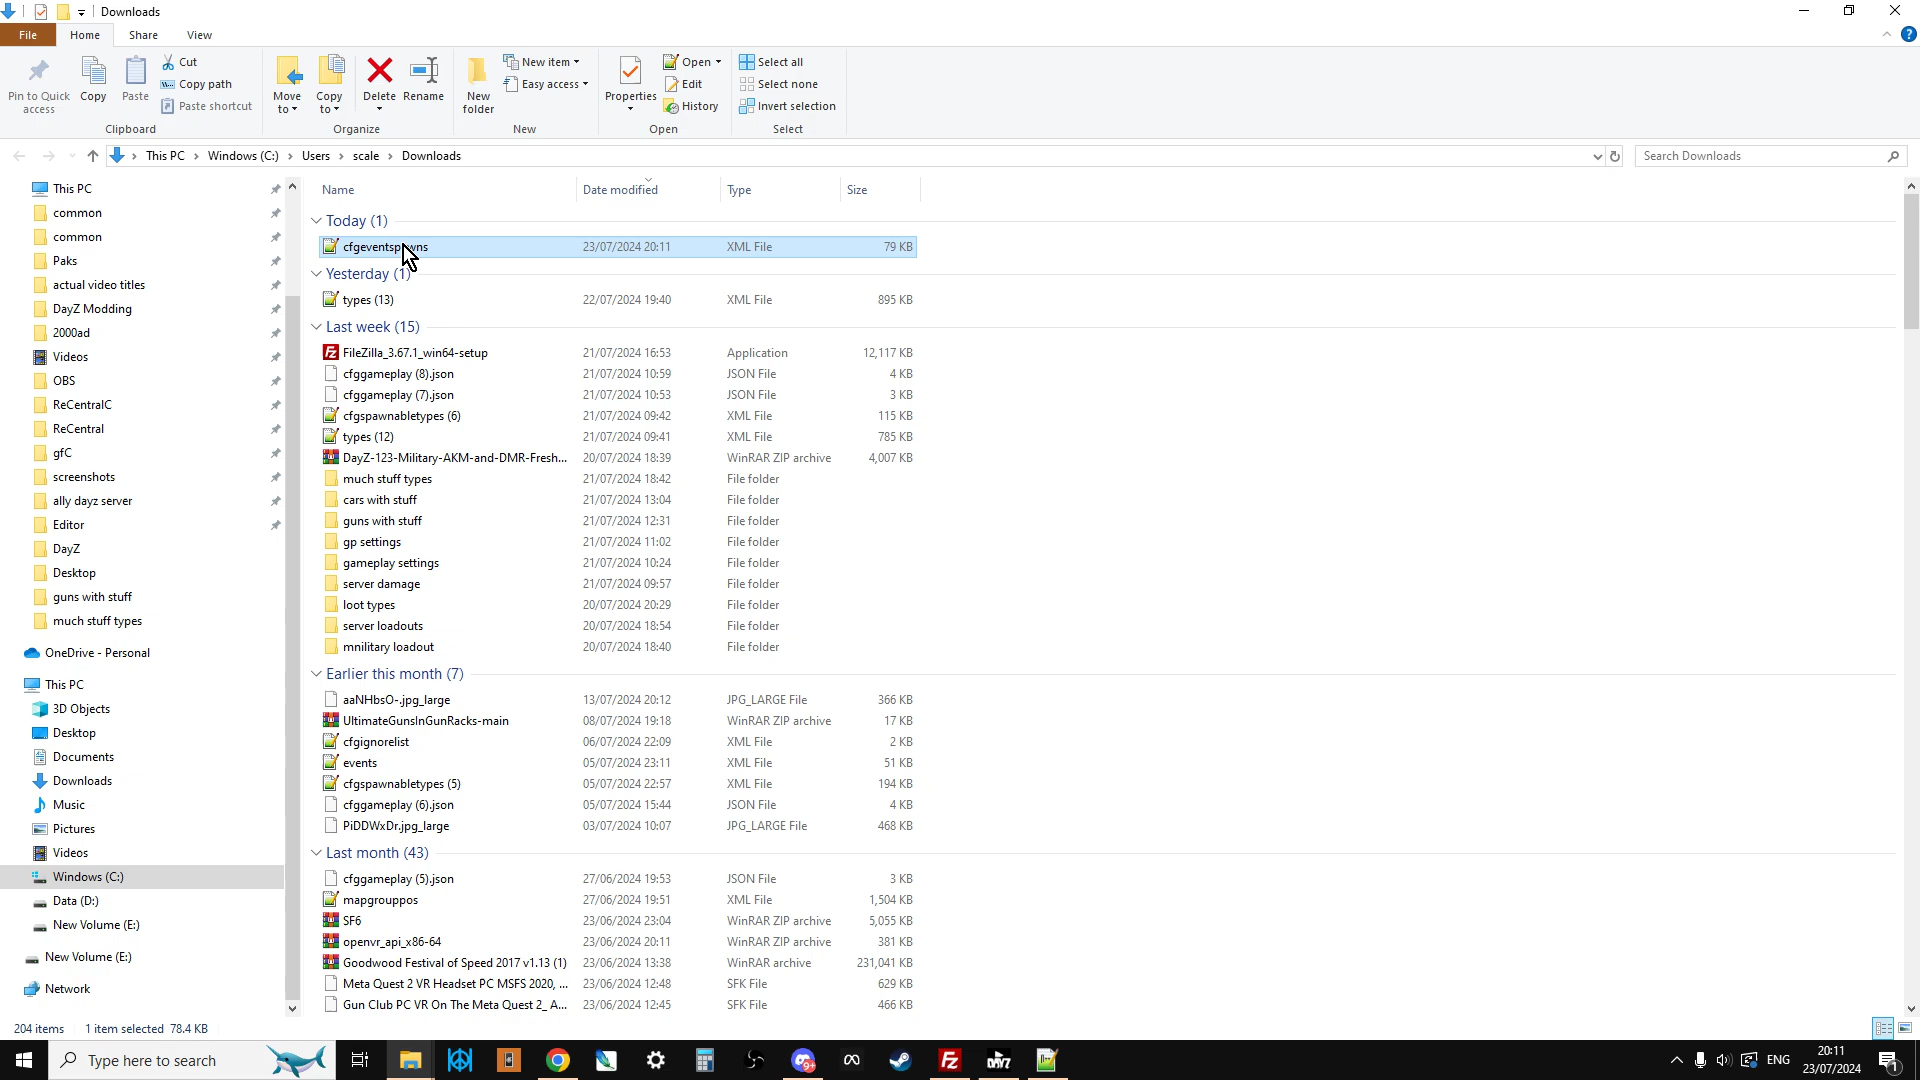 Downloads
File Home Share View
Pin to Quick access
Copy
Paste
Cut
Copy path
Paste shortcut
Clipboard
Move to
Copy to
Delete
Rename
Organize
New folder
New item
Easy access
New
Properties
Open
Edit
History
Open
Select all
Select none
Invert selection
Select
This PC > Windows (C:) > Users > scale > Downloads
Search Downloads
This PC
common
common
Paks
actual video titles
DayZ Modding
2000ad
Videos
OBS
ReCentralC
ReCentral
gfC
screenshots
ally dayz server
Editor
DayZ
Desktop
guns with stuff
much stuff types
OneDrive - Personal
This PC
3D Objects
Desktop
Documents
Downloads
Music
Pictures
Videos
Windows (C:)
Data (D:)
New Volume (E:)
New Volume (E:)
Network
Name Date modified Type Size
Today (1)
cfgeventspawns 23/07/2024 20:11 XML File 79 KB
Yesterday (1)
types (13) 22/07/2024 19:40 XML File 895 KB
Last week (15)
FileZilla_3.67.1_win64-setup 21/07/2024 16:53 Application 12,117 KB
cfggameplay (8).json 21/07/2024 10:59 JSON File 4 KB
cfggameplay (7).json 21/07/2024 10:53 JSON File 3 KB
cfgspawnabletypes (6) 21/07/2024 09:42 XML File 115 KB
types (12) 21/07/2024 09:41 XML File 785 KB
DayZ-123-Military-AKM-and-DMR-Fresh... 20/07/2024 18:39 WinRAR ZIP archive 4,007 KB
much stuff types 21/07/2024 18:42 File folder
cars with stuff 21/07/2024 13:04 File folder
guns with stuff 21/07/2024 12:31 File folder
gp settings 21/07/2024 11:02 File folder
gameplay settings 21/07/2024 10:24 File folder
server damage 21/07/2024 09:57 File folder
loot types 20/07/2024 20:29 File folder
server loadouts 20/07/2024 18:54 File folder
mnilitary loadout 20/07/2024 18:40 File folder
Earlier this month (7)
aaNHbsO-.jpg_large 13/07/2024 20:12 JPG_LARGE File 366 KB
UltimateGunsInGunRacks-main 08/07/2024 19:18 WinRAR ZIP archive 17 KB
cfgignorelist 06/07/2024 22:09 XML File 2 KB
events 05/07/2024 23:11 XML File 51 KB
cfgspawnabletypes (5) 05/07/2024 22:57 XML File 194 KB
cfggameplay (6).json 05/07/2024 15:44 JSON File 4 KB
PiDDWxDr.jpg_large 03/07/2024 10:07 JPG_LARGE File 468 KB
Last month (43)
cfggameplay (5).json 27/06/2024 19:53 JSON File 3 KB
mapgrouppos 27/06/2024 19:51 XML File 1,504 KB
SF6 23/06/2024 23:04 WinRAR ZIP archive 5,055 KB
openvr_api_x86-64 23/06/2024 20:11 WinRAR ZIP archive 381 KB
Goodwood Festival of Speed 2017 v1.13 (1) 23/06/2024 13:38 WinRAR archive 231,041 KB
Meta Quest 2 VR Headset PC MSFS 2020, ... 23/06/2024 12:48 SFK File 629 KB
Gun Club PC VR On The Meta Quest 2_ A... 23/06/2024 12:45 SFK File 466 KB
204 items 1 item selected 78.4 KB
Type here to search
9+
DAYZ
ENG
20:11
23/07/2024
1